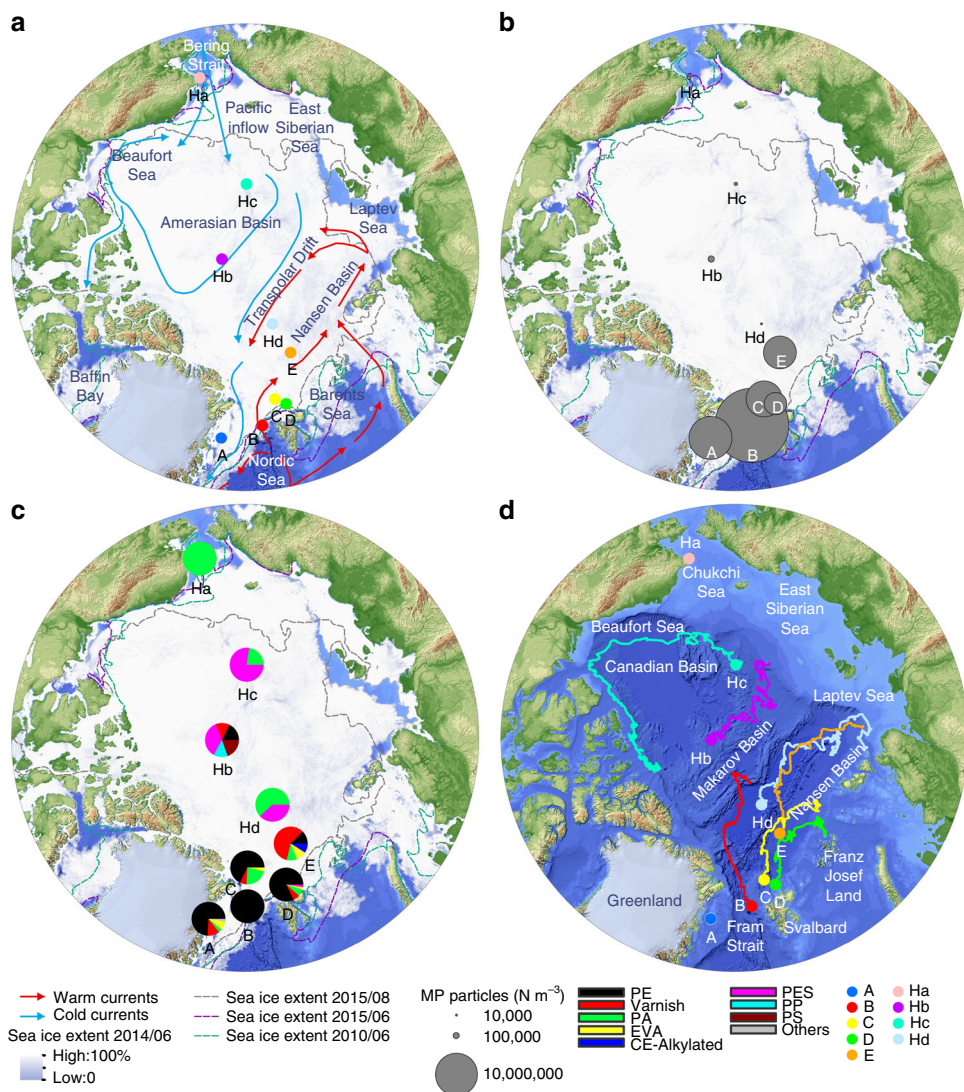 a
Bering
Strait
Ha
Pacific
inflow
East
Siberian
Sea
Beaufort
Sea
Hc
Amerasian Basin
Laptev
Sea
Hb
Transpolar Drift
Nansen Basin
Hd
E
Baffin
Bay
Barents
Sea
C
D
B
A
Nordic
Sea
b
Ha
Hc
Hb
Hd
E
C
D
A
B
c
Ha
Hc
Hb
Hd
E
C
D
B
A
d
Ha
Chukchi
Sea
East
Siberian
Sea
Beaufort Sea
Canadian Basin
Hc
Laptev Sea
Hb
Makarov Basin
Nansen Basin
Hd
E
Franz
Josef
Land
Greenland
C
D
B
A
Fram
Strait
Svalbard
Warm currents
Cold currents
Sea ice extent 2014/06
High:100%
Low:0
Sea ice extent 2015/08
Sea ice extent 2015/06
Sea ice extent 2010/06
MP particles (N m⁻³)
10,000
100,000
10,000,000
PE
Varnish
PA
EVA
CE-Alkylated
PES
PP
PS
Others
A
B
C
D
E
Ha
Hb
Hc
Hd